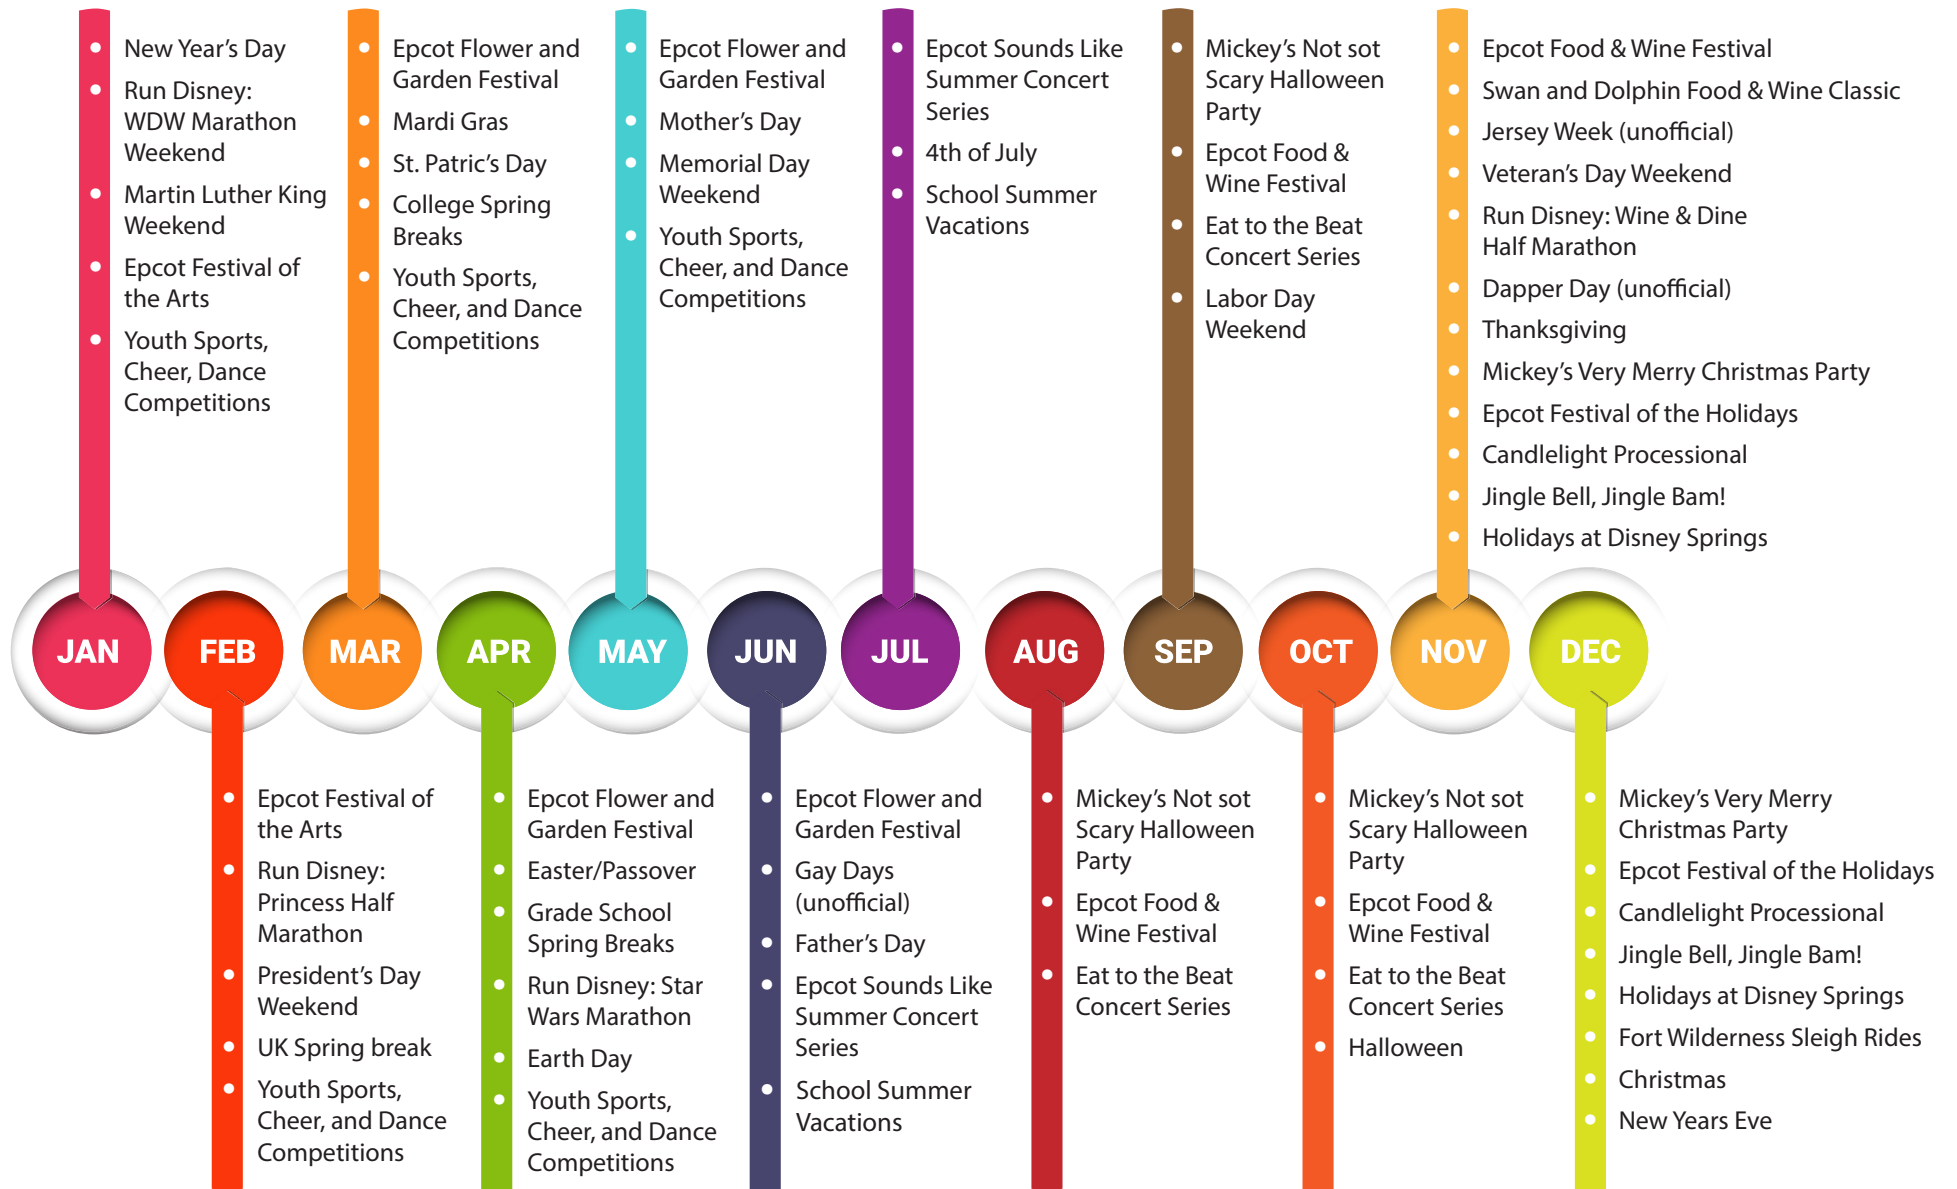 New Year’s Day
Run Disney:
WDW Marathon
Weekend
Martin Luther King
Weekend
Epcot Festival of
the Arts
Youth Sports,
Cheer, Dance
Competitions
Epcot Flower and
Garden Festival
Mardi Gras
St. Patric’s Day
College Spring
Breaks
Youth Sports,
Cheer, and Dance
Competitions
Epcot Flower and
Garden Festival
Mother’s Day
Memorial Day
Weekend
Youth Sports,
Cheer, and Dance
Competitions
Epcot Sounds Like
Summer Concert
Series
4th of July
School Summer
Vacations
Mickey’s Not sot
Scary Halloween
Party
Epcot Food &
Wine Festival
Eat to the Beat
Concert Series
Labor Day
Weekend
Epcot Food & Wine Festival
Swan and Dolphin Food & Wine Classic
Jersey Week (unofficial)
Veteran’s Day Weekend
Run Disney: Wine & Dine
Half Marathon
Dapper Day (unofficial)
Thanksgiving
Mickey’s Very Merry Christmas Party
Epcot Festival of the Holidays
Candlelight Processional
Jingle Bell, Jingle Bam!
Holidays at Disney Springs
JAN
FEB
MAR
APR
MAY
JUN
JUL
AUG
SEP
OCT
NOV
DEC
Epcot Festival of
the Arts
Run Disney:
Princess Half
Marathon
President’s Day
Weekend
UK Spring break
Youth Sports,
Cheer, and Dance
Competitions
Epcot Flower and
Garden Festival
Easter/Passover
Grade School
Spring Breaks
Run Disney: Star
Wars Marathon
Earth Day
Youth Sports,
Cheer, and Dance
Competitions
Epcot Flower and
Garden Festival
Gay Days
(unofficial)
Father’s Day
Epcot Sounds Like
Summer Concert
Series
School Summer
Vacations
Mickey’s Not sot
Scary Halloween
Party
Epcot Food &
Wine Festival
Eat to the Beat
Concert Series
Mickey’s Not sot
Scary Halloween
Party
Epcot Food &
Wine Festival
Eat to the Beat
Concert Series
Halloween
Mickey’s Very Merry
Christmas Party
Epcot Festival of the Holidays
Candlelight Processional
Jingle Bell, Jingle Bam!
Holidays at Disney Springs
Fort Wilderness Sleigh Rides
Christmas
New Years Eve